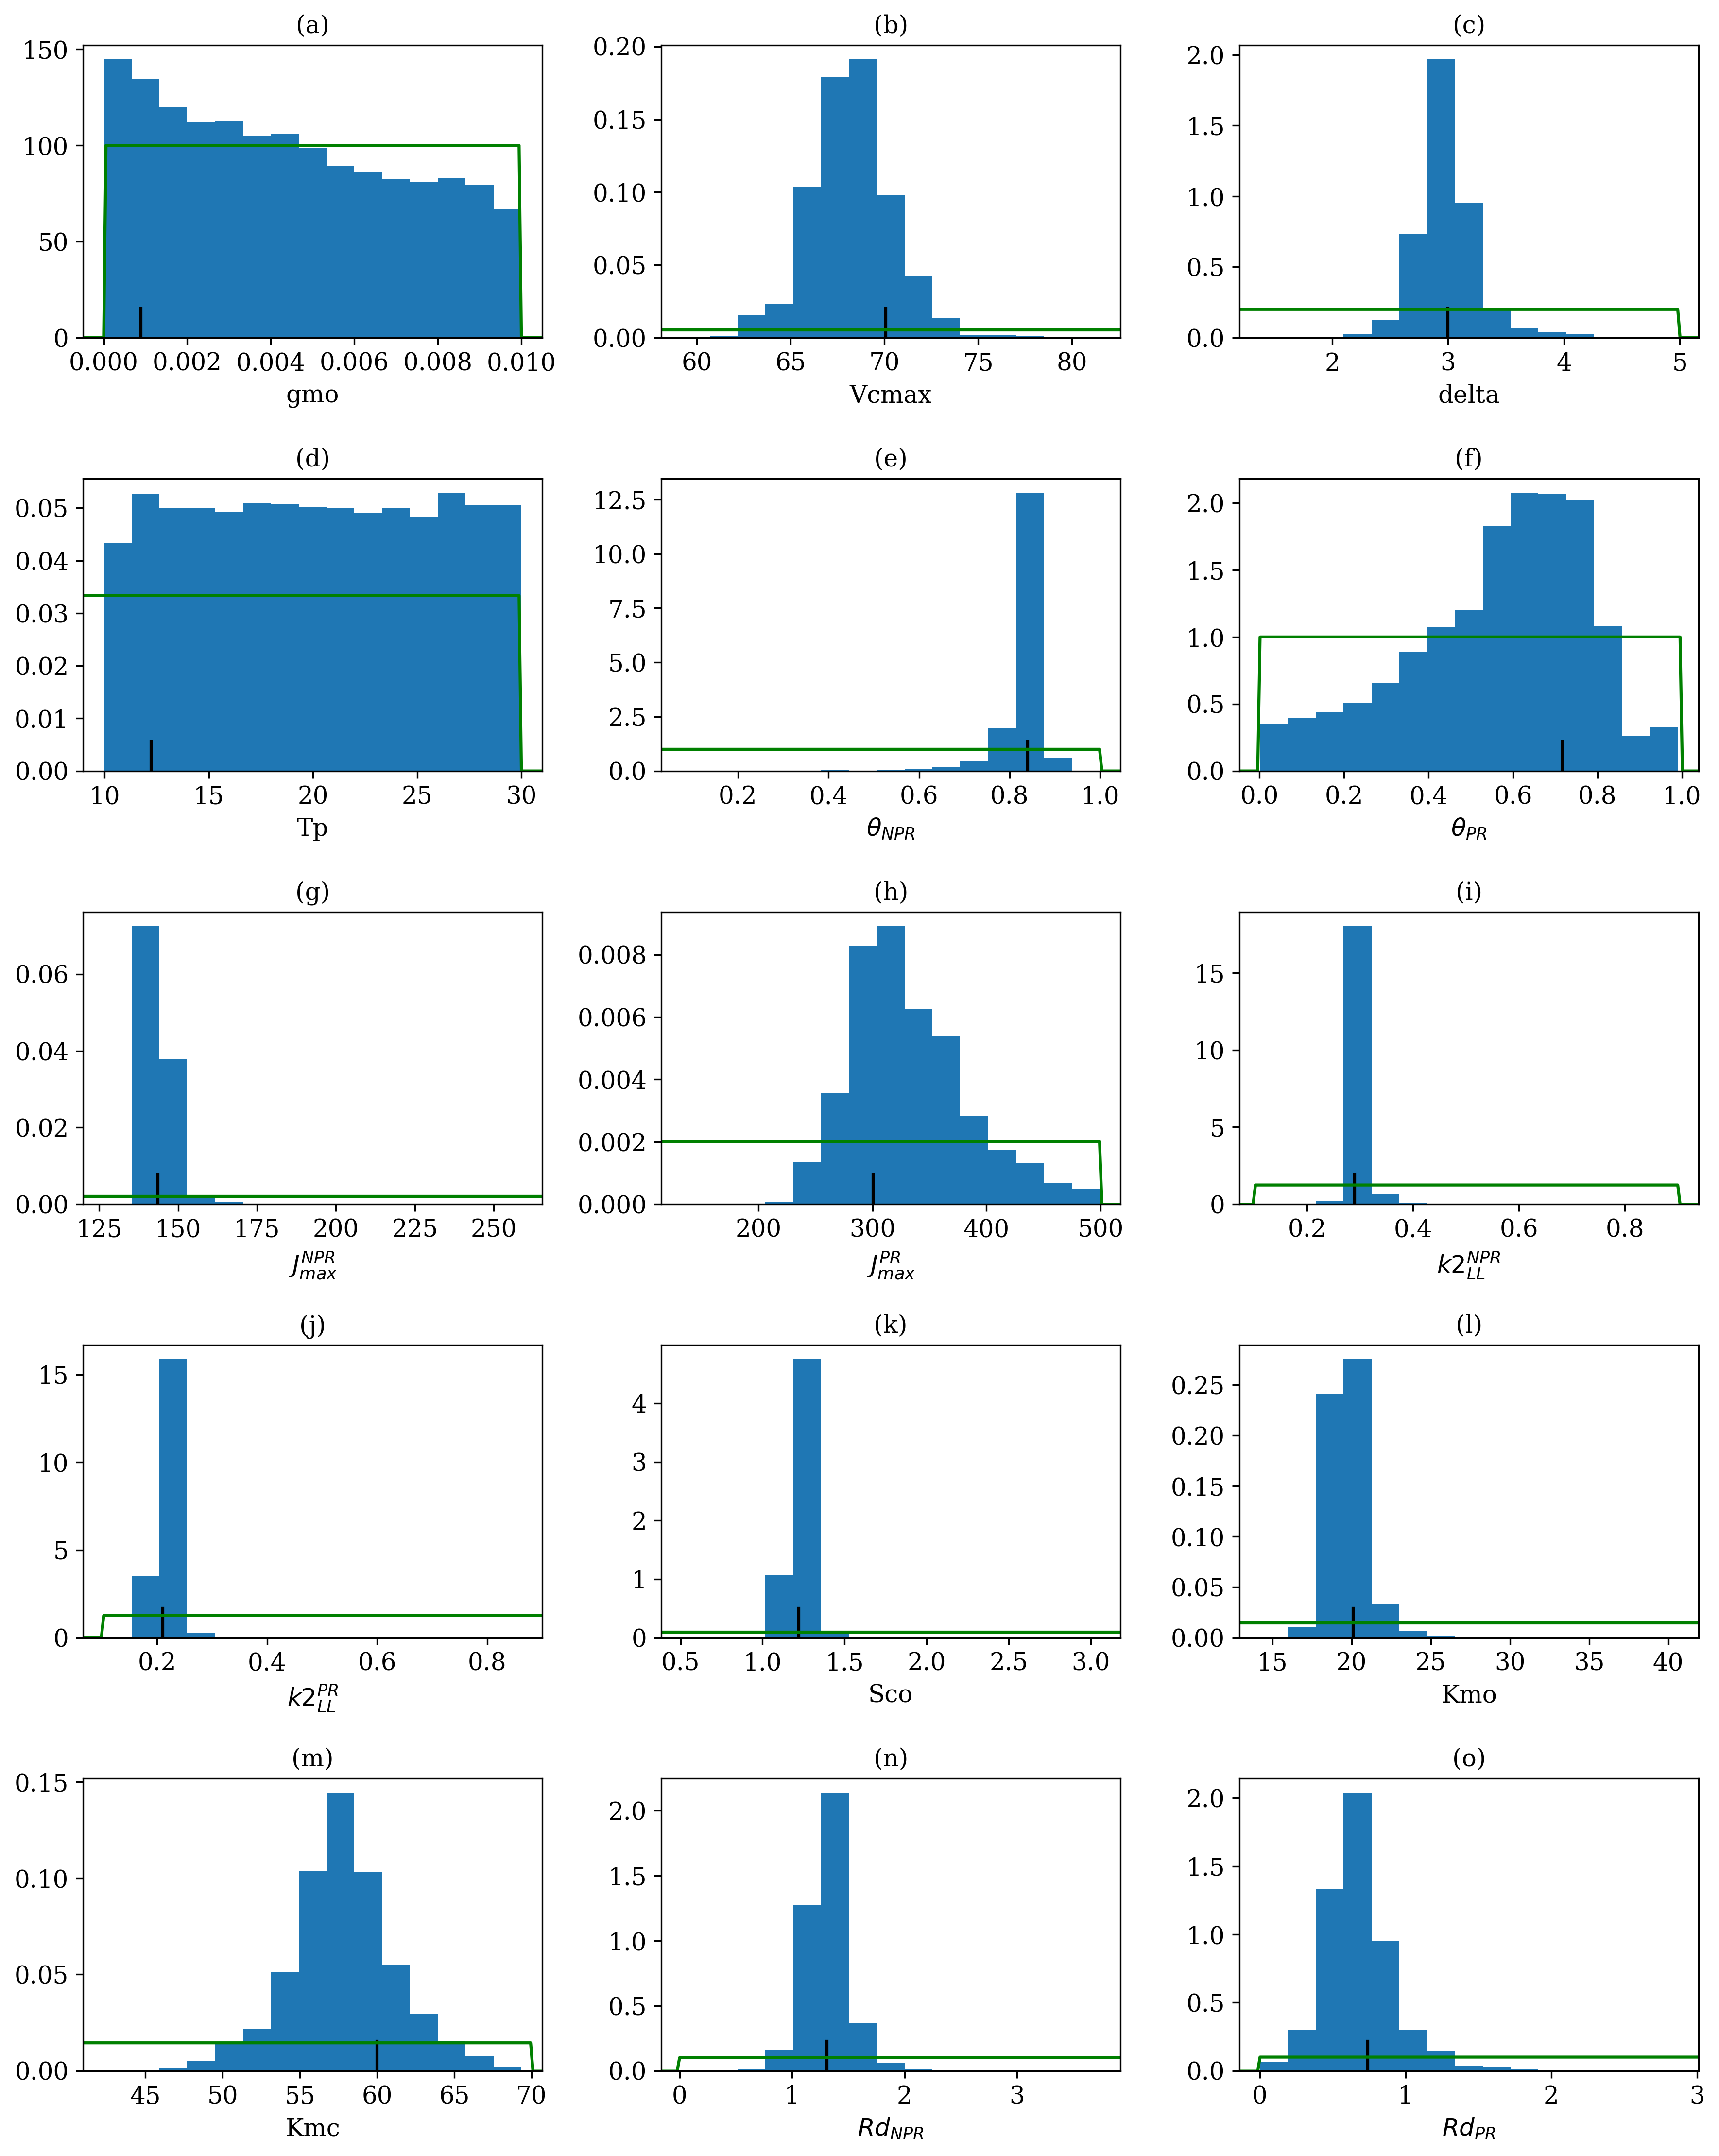 (a) (b) (c)
150 100 50 0
0.000 0.002 0.004 0.006 0.008 0.010
gmo
0.20 0.15 0.10 0.05 0.00
60 65 70 75 80
Vcmax
2.0 1.5 1.0 0.5 0.0
2 3 4 5
delta
(d) (e) (f)
0.05 0.04 0.03 0.02 0.01 0.00
10 15 20 25 30
Tp
12.5 10.0 7.5 5.0 2.5 0.0
0.2 0.4 0.6 0.8 1.0
θ_NPR
2.0 1.5 1.0 0.5 0.0
0.0 0.2 0.4 0.6 0.8 1.0
θ_PR
(g) (h) (i)
0.06 0.04 0.02 0.00
125 150 175 200 225 250
J_max^NPR
0.008 0.006 0.004 0.002 0.000
200 300 400 500
J_max^PR
15 10 5 0
0.2 0.4 0.6 0.8
k2_LL^NPR
(j) (k) (l)
15 10 5 0
0.2 0.4 0.6 0.8
k2_LL^PR
4 3 2 1 0
0.5 1.0 1.5 2.0 2.5 3.0
Sco
0.25 0.20 0.15 0.10 0.05 0.00
15 20 25 30 35 40
Kmo
(m) (n) (o)
0.15 0.10 0.05 0.00
45 50 55 60 65 70
Kmc
2.0 1.5 1.0 0.5 0.0
0 1 2 3
Rd_NPR
2.0 1.5 1.0 0.5 0.0
0 1 2 3
Rd_PR